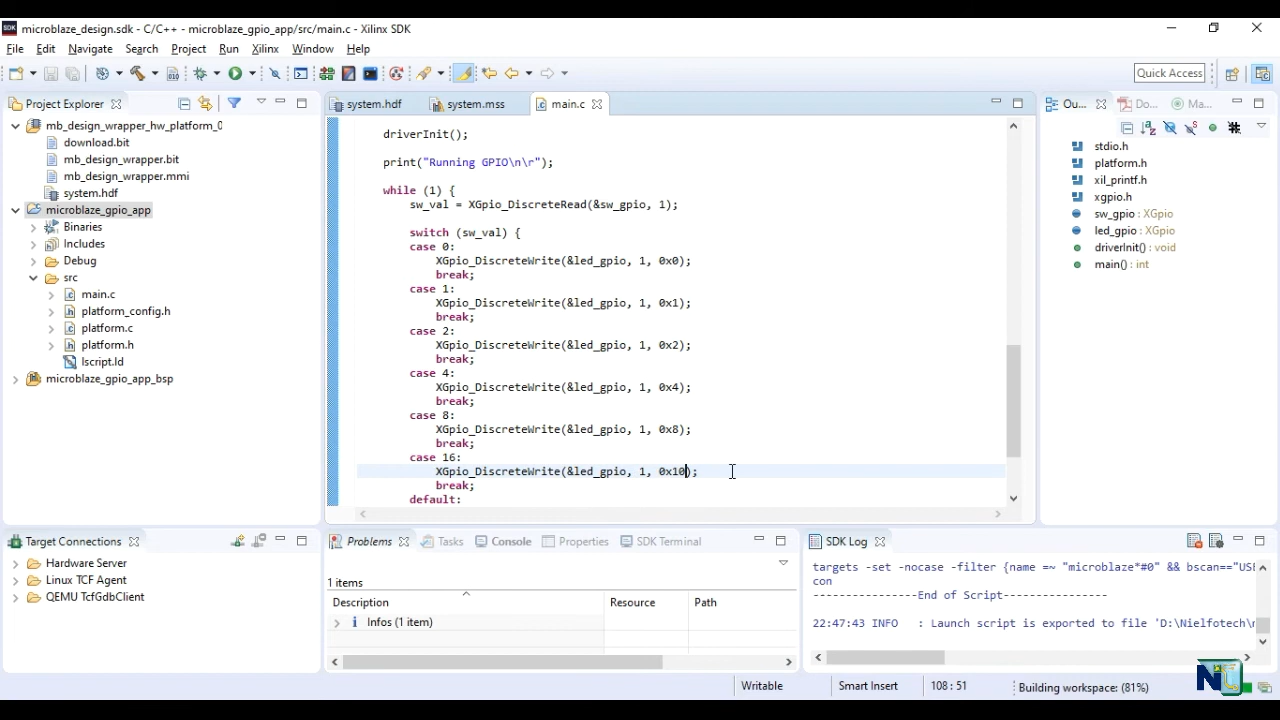 SDK microblaze_design.sdk - C/C++ - microblaze_gpio_app/src/main.c - Xilinx SDK
File Edit Navigate Search Project Run Xilinx Window Help
Quick Access
Project Explorer
mb_design_wrapper_hw_platform_0
download.bit
mb_design_wrapper.bit
mb_design_wrapper.mmi
system.hdf
microblaze_gpio_app
Binaries
Includes
Debug
src
main.c
platform_config.h
platform.c
platform.h
lscript.ld
microblaze_gpio_app_bsp
system.hdf system.mss main.c
driverInit();
print("Running GPIO\n\r");
while (1) {
sw_val = XGpio_DiscreteRead(&sw_gpio, 1);
switch (sw_val) {
case 0:
XGpio_DiscreteWrite(&led_gpio, 1, 0x0);
break;
case 1:
XGpio_DiscreteWrite(&led_gpio, 1, 0x1);
break;
case 2:
XGpio_DiscreteWrite(&led_gpio, 1, 0x2);
break;
case 4:
XGpio_DiscreteWrite(&led_gpio, 1, 0x4);
break;
case 8:
XGpio_DiscreteWrite(&led_gpio, 1, 0x8);
break;
case 16:
XGpio_DiscreteWrite(&led_gpio, 1, 0x10);
break;
default:
Ou... Do... Ma...
stdio.h
platform.h
xil_printf.h
xgpio.h
sw_gpio : XGpio
led_gpio : XGpio
driverInit() : void
main() : int
Target Connections
Hardware Server
Linux TCF Agent
QEMU TcfGdbClient
Problems Tasks Console Properties SDK Terminal
1 items
Description Resource Path
Infos (1 item)
SDK Log
targets -set -nocase -filter {name =~ "microblaze*#0" && bscan=="USE
con
----------------End of Script----------------
22:47:43 INFO : Launch script is exported to file 'D:\Nielfotech\
Writable Smart Insert 108 : 51 Building workspace: (81%)